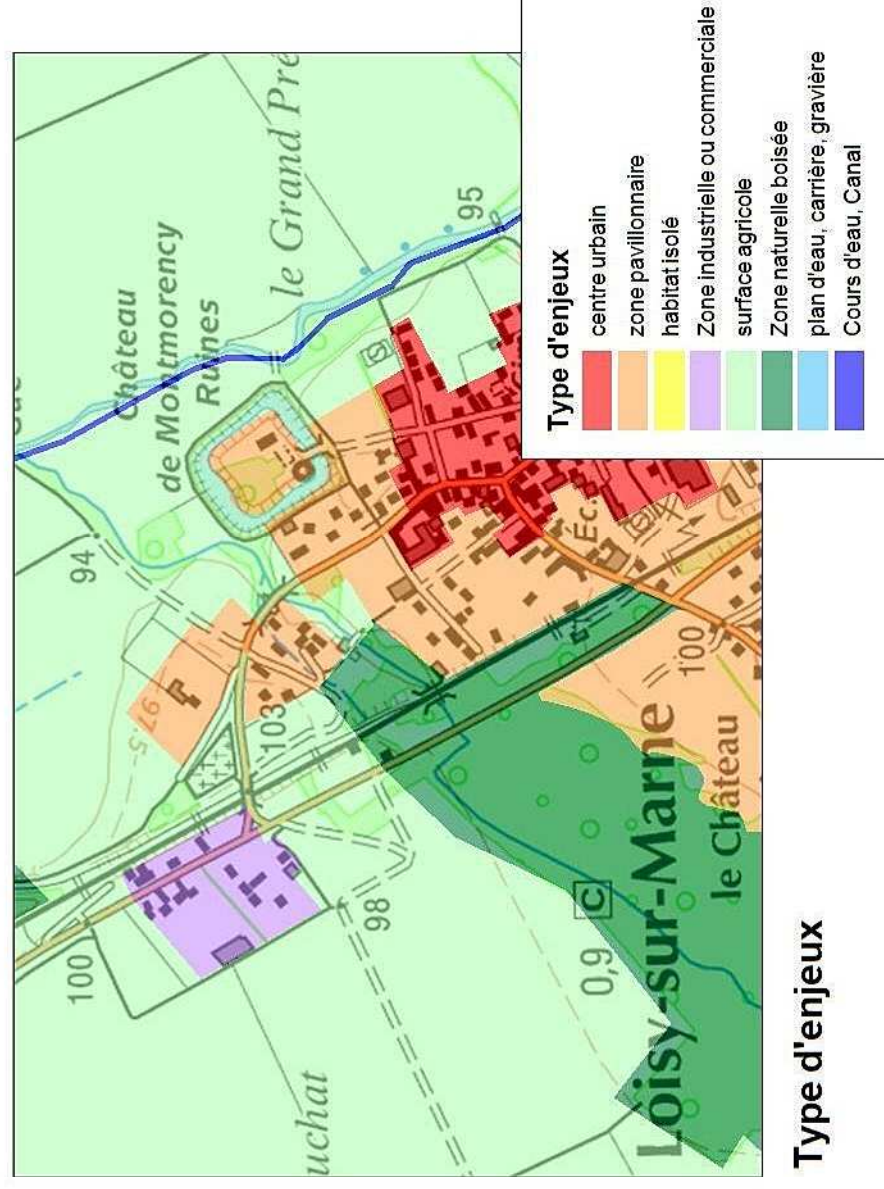 100
94
Château
de Montmorency
Ruines
97.5
103
le Grand Pré
uchat
98
95
0,9 C
Éc.
Loisy-sur-Marne
100
le Château
Type d'enjeux
centre urbain
zone pavillonnaire
habitat isolé
Zone industrielle ou commerciale
surface agricole
Zone naturelle boisée
plan d'eau, carrière, gravière
Cours d'eau, Canal
Type d'enjeux